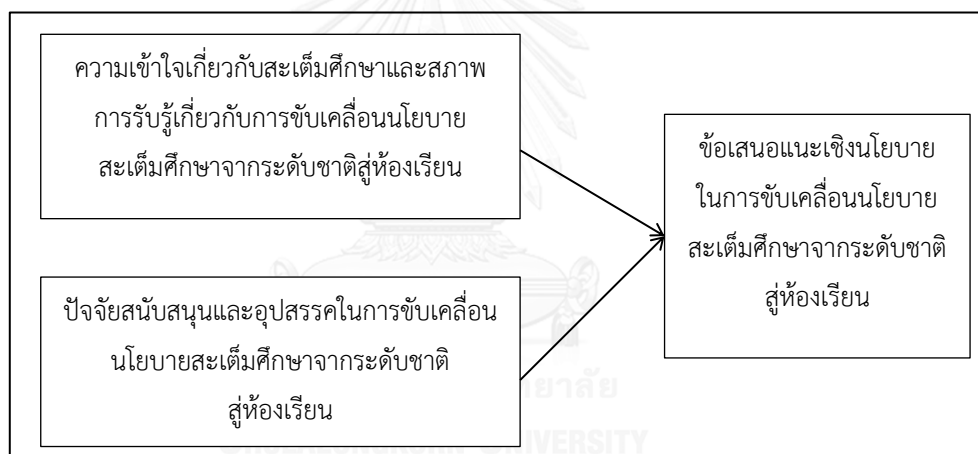 ความเข้าใจเกี่ยวกับสะเต็มศึกษาและสภาพ
การรับรู้เกี่ยวกับการขับเคลื่อนนโยบาย
สะเต็มศึกษาจากระดับชาติสู่ห้องเรียน
ปัจจัยสนับสนุนและอุปสรรคในการขับเคลื่อน
นโยบายสะเต็มศึกษาจากระดับชาติ
สู่ห้องเรียน
ข้อเสนอแนะเชิงนโยบาย
ในการขับเคลื่อนนโยบาย
สะเต็มศึกษาจากระดับชาติ
สู่ห้องเรียน